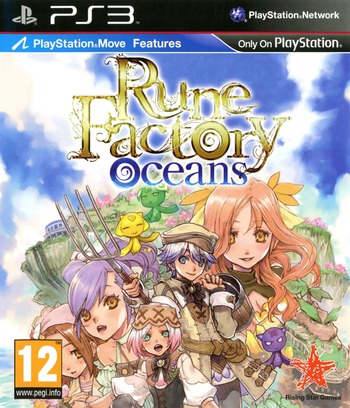 PS3
PlayStation®Network
PlayStation®Move Features
Only On PlayStation®
Rune
Factory
Oceans
12
www.pegi.info
Rising Star Games